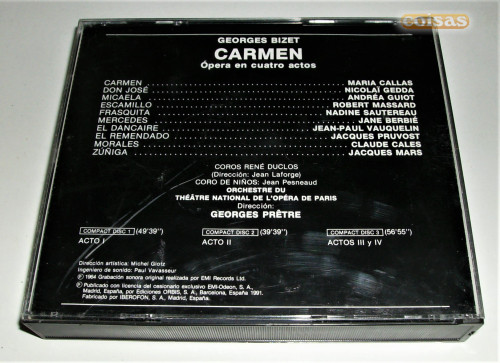 coisas
GEORGES BIZET
CARMEN
Ópera en cuatro actos
CARMEN MARIA CALLAS
DON JOSÉ NICOLAÏ GEDDA
MICAELA ANDRÉA GUIOT
ESCAMILLO ROBERT MASSARD
FRASQUITA NADINE SAUTEREAU
MERCEDES JANE BERBIÉ
EL DANCAIRE JEAN-PAUL VAUQUELIN
EL REMENDADO JACQUES PRUVOST
MORALES CLAUDE CALES
ZÚÑIGA JACQUES MARS
COROS RENÉ DUCLOS
(Dirección: Jean Laforge)
CORO DE NIÑOS: Jean Pesneaud
ORCHESTRE DU
THÉÂTRE NATIONAL DE L'OPÉRA DE PARIS
Dirección:
GEORGES PRÊTRE
COMPACT DISC 1 (49'39'') COMPACT DISC 2 (39'39'') COMPACT DISC 3 (56'55'')
ACTO I ACTO II ACTOS III y IV
Dirección artística: Michel Glotz
Ingeniero de sonido: Paul Vavasseur
Ⓟ 1964 Grabación sonora original realizada por EMI Records Ltd.
Ⓟ Publicado con licencia del cesionario exclusivo EMI-Odeon, S. A.,
Madrid, España, por Ediciones ORBIS, S. A., Barcelona, España 1991.
Fabricado por IBEROFON, S. A., Madrid, España.